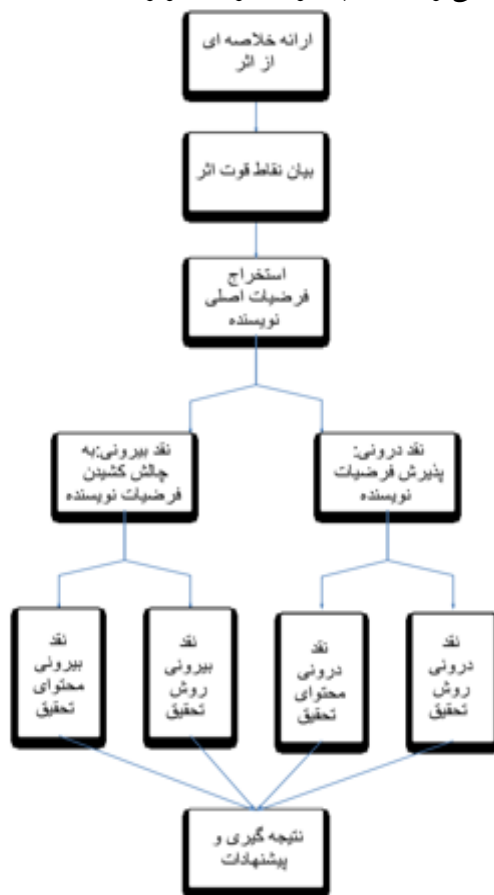 ارائه خلاصه ای
از اثر
بیان نقاط قوت اثر
استخراج
فرضیات اصلی
نویسنده
نقد درونی:
پذیرش فرضیات
نویسنده
نقد بیرونی:به
چالش کشیدن
فرضیات نویسنده
نقد
درونی
روش
تحقیق
نقد
درونی
محتوای
تحقیق
نقد
بیرونی
روش
تحقیق
نقد
بیرونی
محتوای
تحقیق
نتیجه گیری و
پیشنهادات